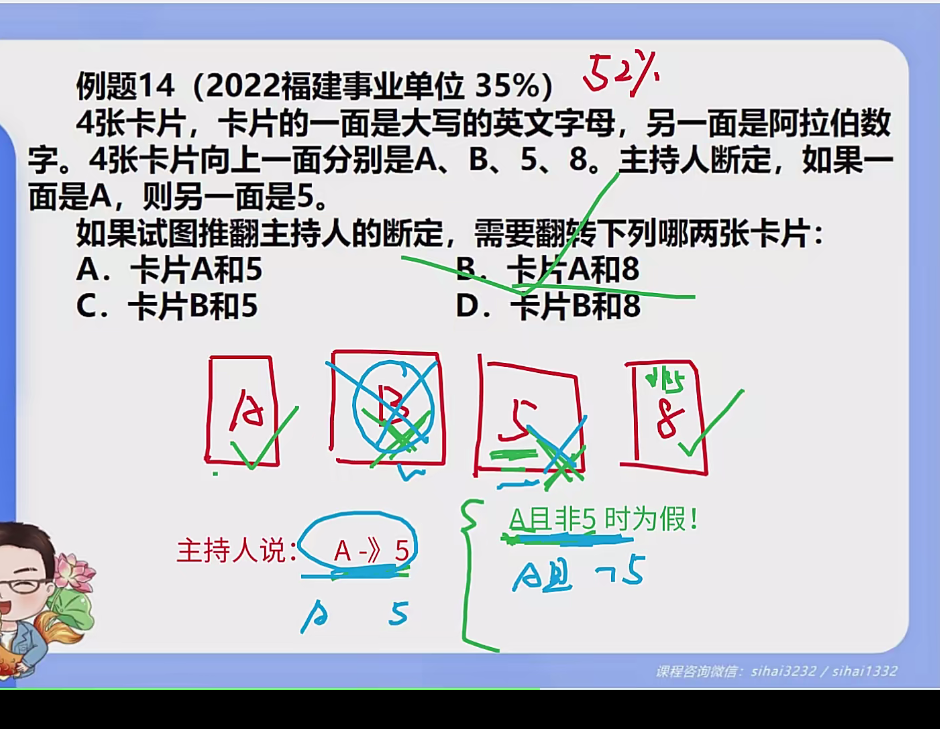 例题14（2022福建事业单位 35%） 52%
4张卡片，卡片的一面是大写的英文字母，另一面是阿拉伯数
字。4张卡片向上一面分别是A、B、5、8。主持人断定，如果一
面是A，则另一面是5。
如果试图推翻主持人的断定，需要翻转下列哪两张卡片：
A．卡片A和5 B．卡片A和8
C．卡片B和5 D．卡片B和8
A B 5 非5 8
A且非5 时为假！
主持人说： A -》5
A且 ¬5
A 5
课程咨询微信：sihai3232 / sihai1332